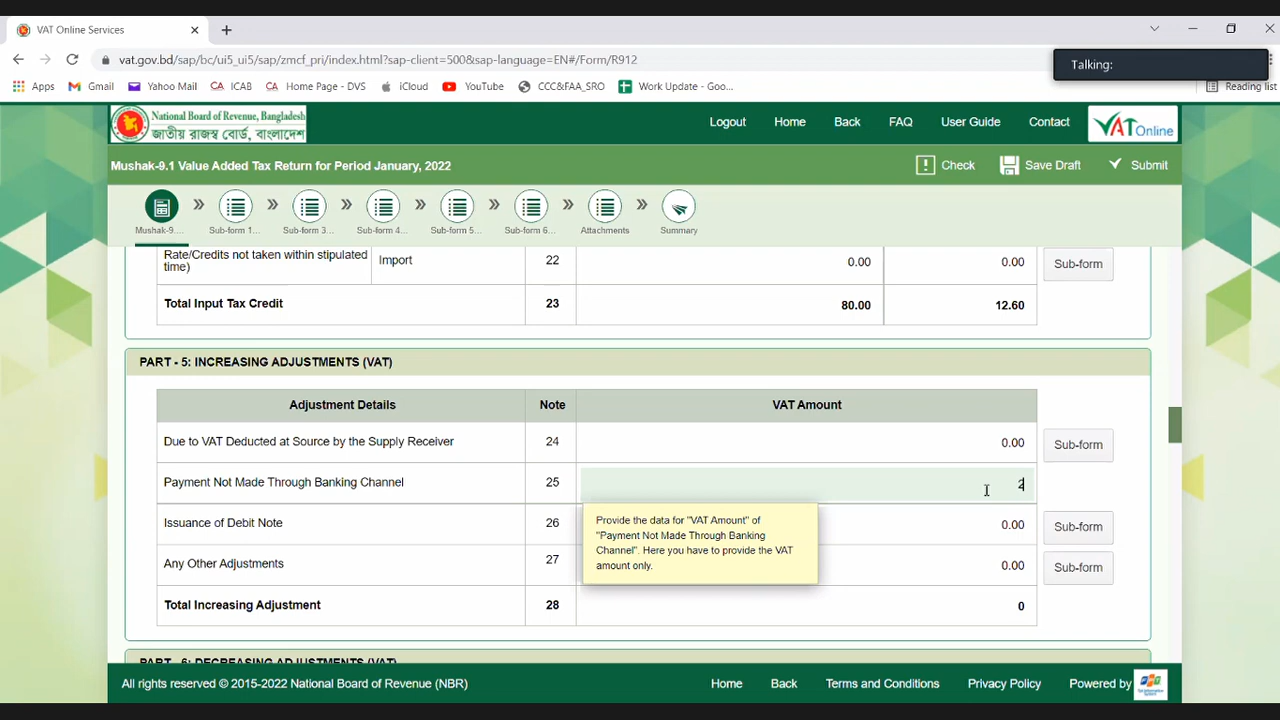 VAT Online Services
vat.gov.bd/sap/bc/ui5_ui5/sap/zmcf_pri/index.html?sap-client=500&sap-language=EN#/Form/R912
Talking:
Apps Gmail Yahoo Mail ICAB Home Page - DVS iCloud YouTube CCC&FAA_SRO Work Update - Goo... Reading list
National Board of Revenue, Bangladesh
জাতীয় রাজস্ব বোর্ড, বাংলাদেশ
Logout Home Back FAQ User Guide Contact VAT Online
Mushak-9.1 Value Added Tax Return for Period January, 2022 Check Save Draft Submit
Mushak-9.... Sub-form 1... Sub-form 3... Sub-form 4... Sub-form 5... Sub-form 6... Attachments Summary
Rate/Credits not taken within stipulated time) Import 22 0.00 0.00 Sub-form
Total Input Tax Credit 23 80.00 12.60
PART - 5: INCREASING ADJUSTMENTS (VAT)
Adjustment Details Note VAT Amount
Due to VAT Deducted at Source by the Supply Receiver 24 0.00 Sub-form
Payment Not Made Through Banking Channel 25 2
Issuance of Debit Note 26 0.00 Sub-form
Any Other Adjustments 27 0.00 Sub-form
Total Increasing Adjustment 28 0
Provide the data for "VAT Amount" of
"Payment Not Made Through Banking
Channel". Here you have to provide the VAT
amount only.
PART - 6: DECREASING ADJUSTMENTS (VAT)
All rights reserved © 2015-2022 National Board of Revenue (NBR) Home Back Terms and Conditions Privacy Policy Powered by FPT